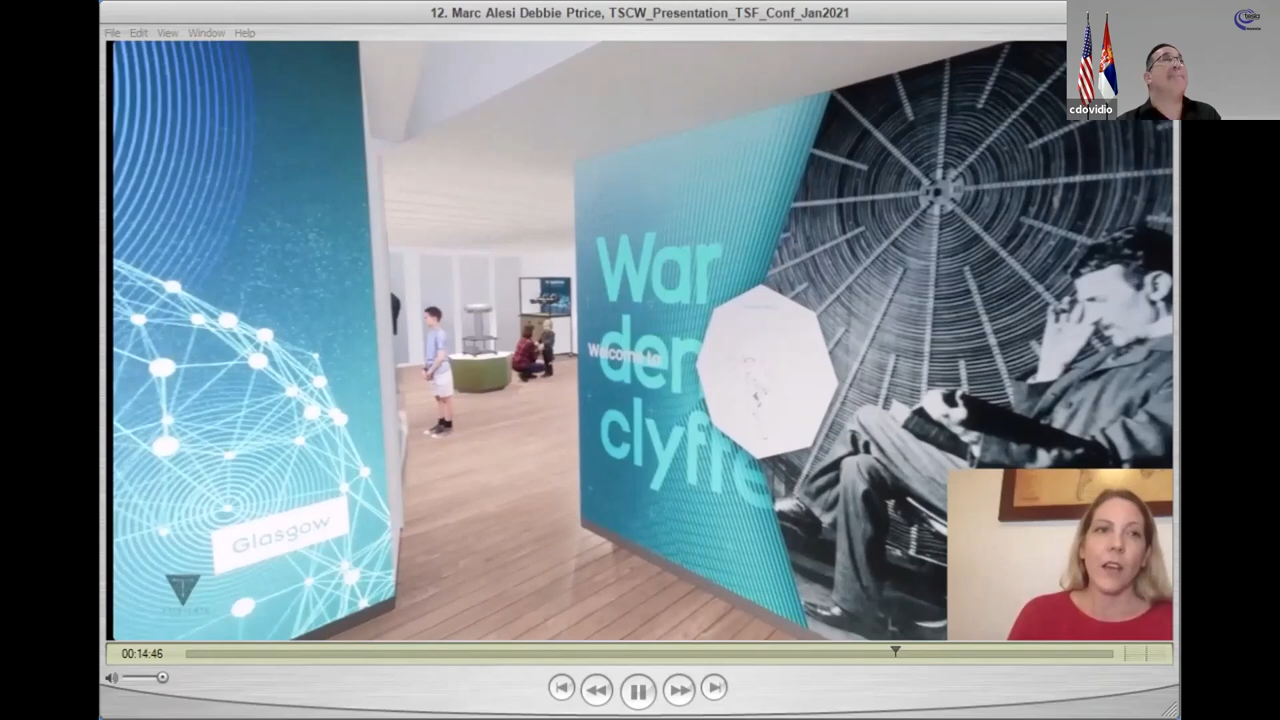 12. Marc Alesi Debbie Ptrice, TSCW_Presentation_TSF_Conf_Jan2021
File Edit View Window Help
cdovidio
War
Welcome to
den
clyffe
Glasgow
00:14:46